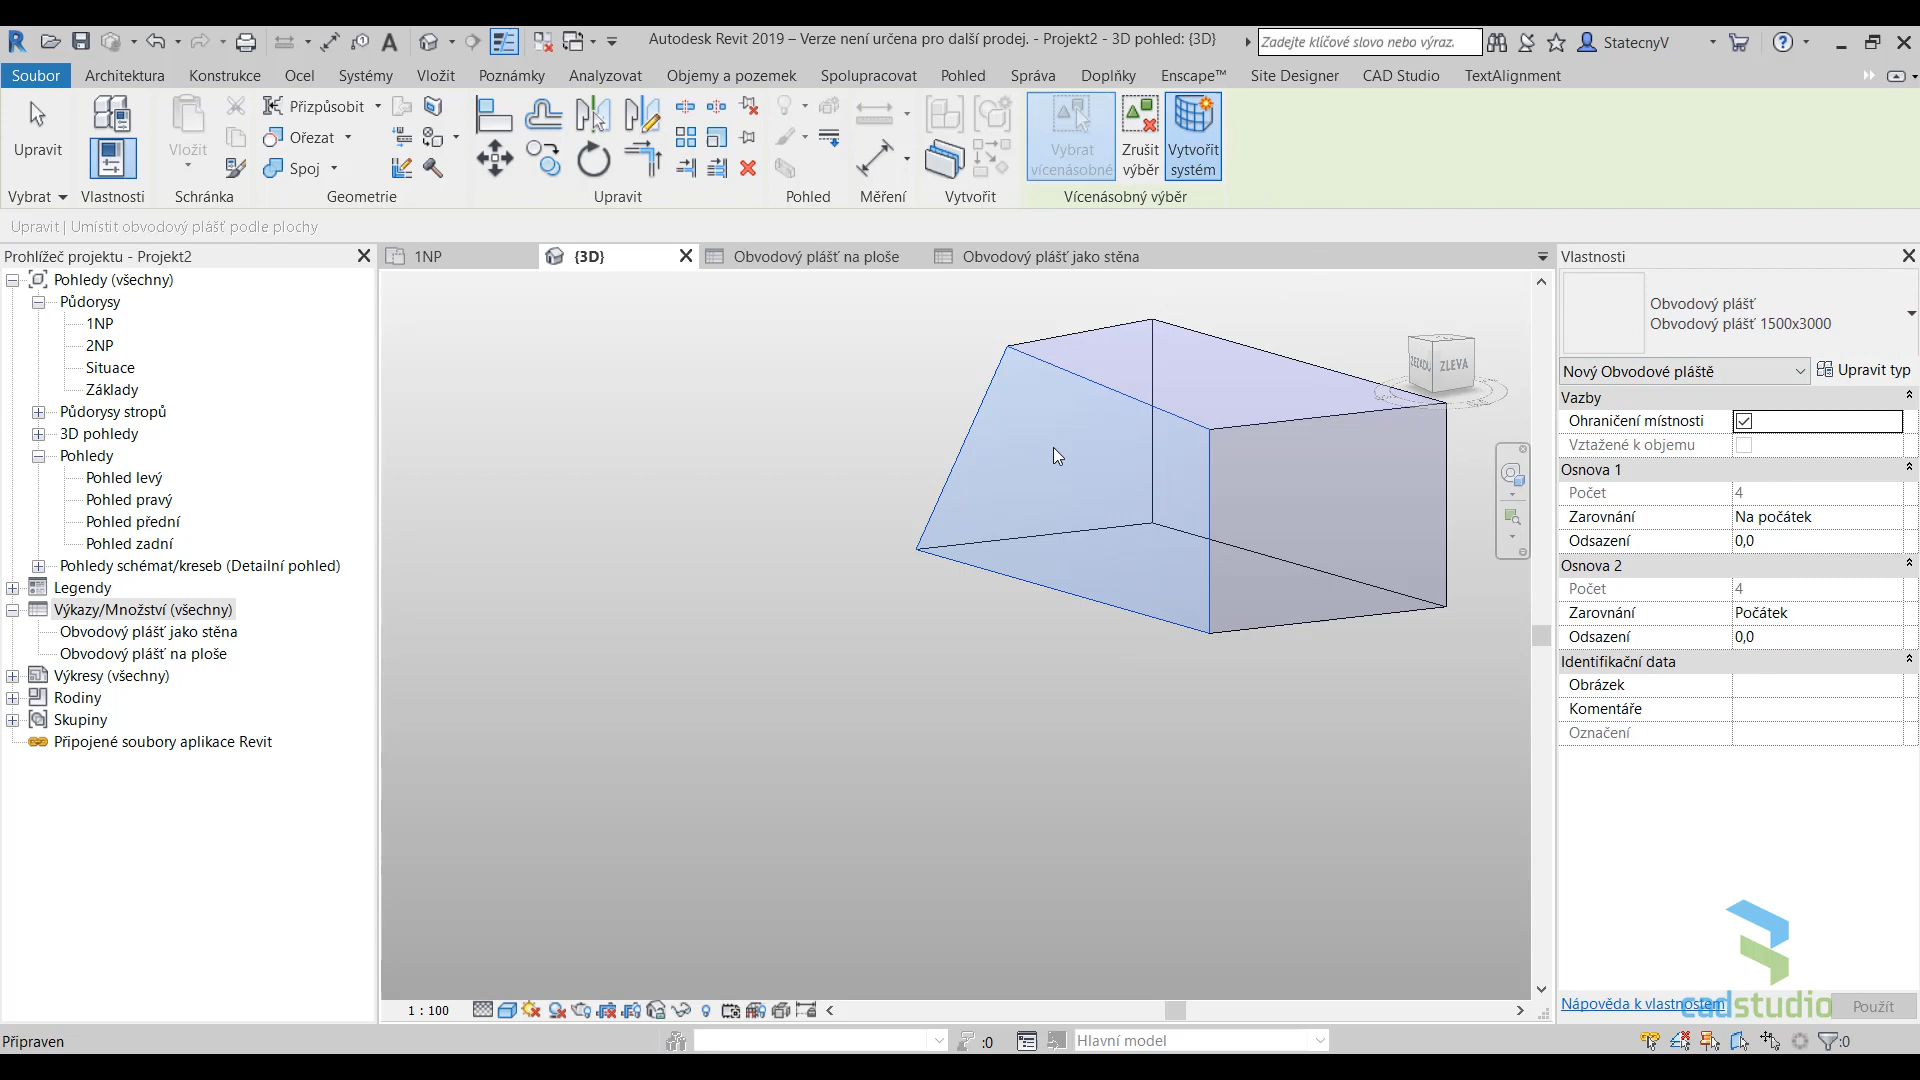 Autodesk Revit 2019 – Verze není určena pro další prodej. - Projekt2 - 3D pohled: {3D}
Zadejte klíčové slovo nebo výraz.
StatecnyV
Soubor Architektura Konstrukce Ocel Systémy Vložit Poznámky Analyzovat Objemy a pozemek Spolupracovat Pohled Správa Doplňky Enscape™ Site Designer CAD Studio TextAlignment
Upravit
Vložit
Přizpůsobit
Ořezat
Spoj
Vybrat vícenásobné
Zrušit výběr
Vytvořit systém
Vybrat Vlastnosti Schránka Geometrie Upravit Pohled Měření Vytvořit Vícenásobný výběr
Upravit | Umístit obvodový plášť podle plochy
Prohlížeč projektu - Projekt2
1NP
{3D}
Obvodový plášť na ploše
Obvodový plášť jako stěna
Vlastnosti
Pohledy (všechny)
Půdorysy
1NP
2NP
Situace
Základy
Půdorysy stropů
3D pohledy
Pohledy
Pohled levý
Pohled pravý
Pohled přední
Pohled zadní
Pohledy schémat/kreseb (Detailní pohled)
Legendy
Výkazy/Množství (všechny)
Obvodový plášť jako stěna
Obvodový plášť na ploše
Výkresy (všechny)
Rodiny
Skupiny
Připojené soubory aplikace Revit
ZLEVA
Obvodový plášť
Obvodový plášť 1500x3000
Nový Obvodové pláště
Upravit typ
Vazby
Ohraničení místnosti
Vztažené k objemu
Osnova 1
Počet 4
Zarovnání Na počátek
Odsazení 0,0
Osnova 2
Počet 4
Zarovnání Počátek
Odsazení 0,0
Identifikační data
Obrázek
Komentáře
Označení
Nápověda k vlastnostem
cadstudio
Použít
1 : 100
Připraven
:0
Hlavní model
:0